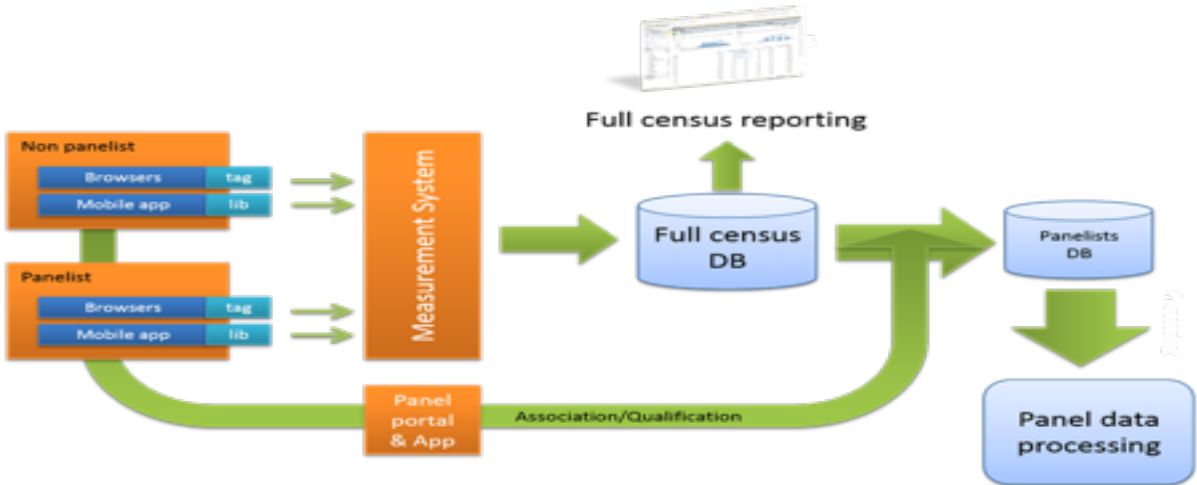 Full census reporting
Non panelist
Browsers tag
Mobile app lib
Panelist
Browsers tag
Mobile app lib
Measurement System
Full census
DB
Panelists
DB
Panel
portal
& App
Association/Qualification
Panel data
processing